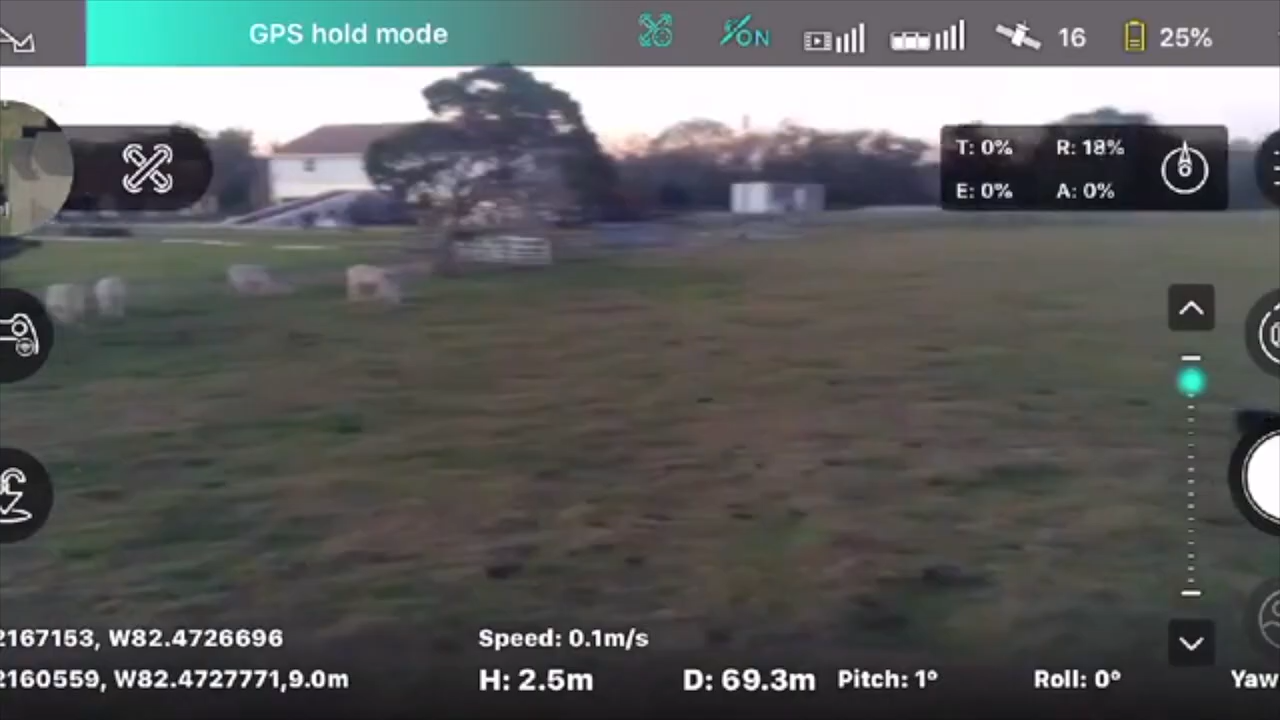 GPS hold mode
ON
16
25%
T: 0% R: 18%
E: 0% A: 0%
2167153, W82.4726696
Speed: 0.1m/s
2160559, W82.4727771,9.0m
H: 2.5m
D: 69.3m
Pitch: 1°
Roll: 0°
Yaw